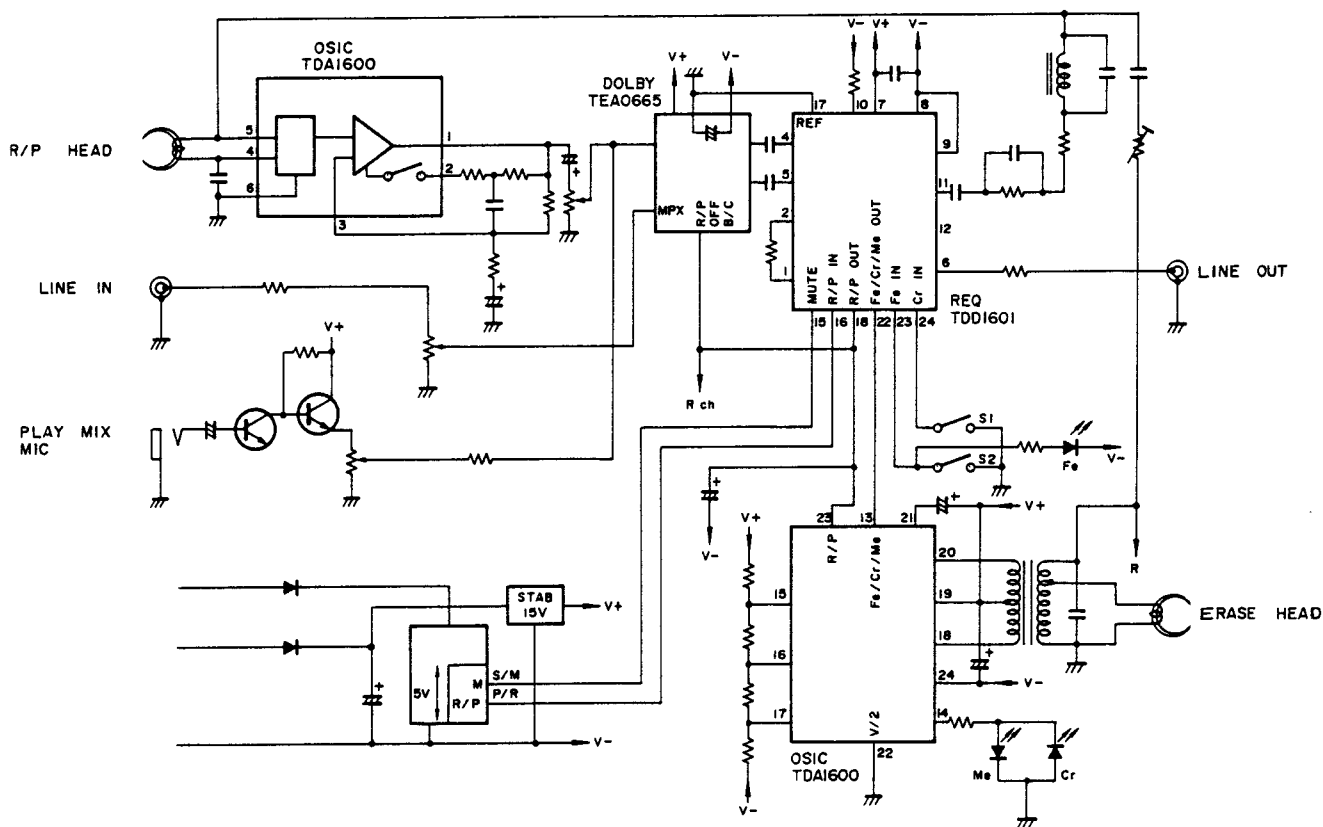 V-
V+
V-
OSIC
TDA1600
V+
V-
DOLBY
TEA0665
17
10
7
8
REF
R/P HEAD
5
4
6
1
2
3
4
5
9
11
12
MPX
R/P
OFF
B/C
2
1
MUTE
R/P IN
R/P OUT
Fe/Cr/Me OUT
Fe IN
Cr IN
6
LINE OUT
LINE IN
REQ
TDD1601
15
16
18
22
23
24
V+
R ch
PLAY MIX
MIC
S1
S2
Fe
V-
V+
V-
23
13
21
V+
R/P
Fe/Cr/Me
R
20
19
18
24
V-
14
15
16
17
V/2
22
ERASE HEAD
STAB
15V
V+
5V
M
R/P
S/M
P/R
V-
OSIC
TDA1600
V-
Me
Cr